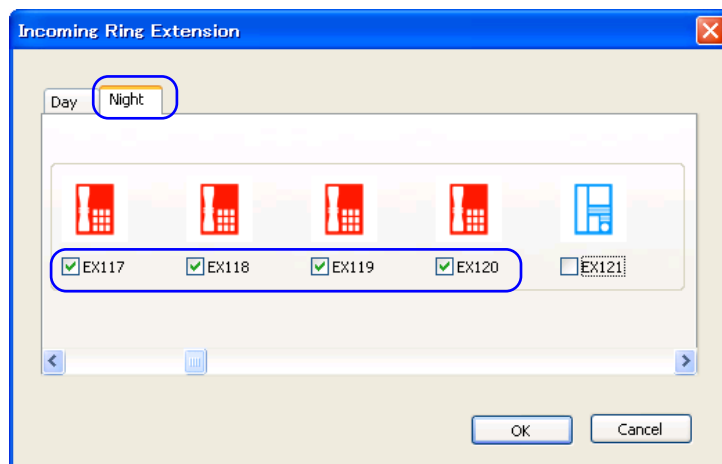 Incoming Ring Extension
Day Night
EX117 EX118 EX119 EX120 EX121
OK Cancel